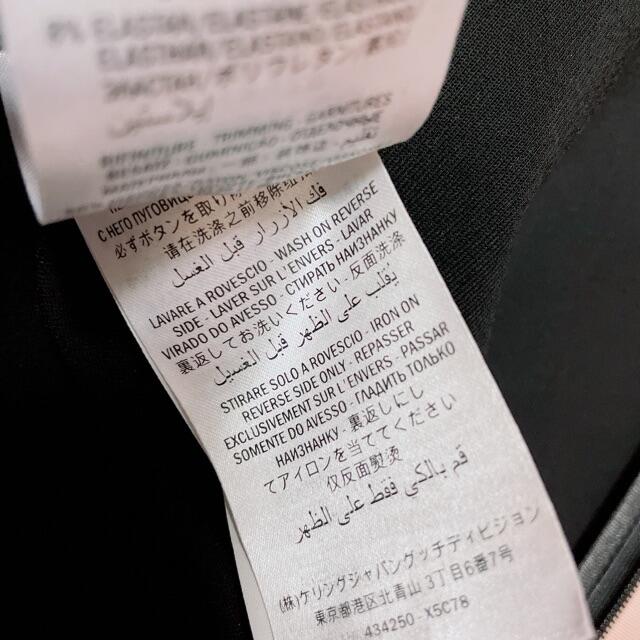 ELASTAN/ELASTANE
ЭЛАСТАН/ポリウレタン/
إيلاستين
С НЕГО ПУГОВИЦ
必ずボタンを取り
请在洗涤之前移除纽扣
فك الأزرار قبل الغسل
LAVARE A ROVESCIO - WASH ON REVERSE
SIDE - LAVER SUR L'ENVERS - LAVAR
VIRADO DO AVESSO - СТИРАТЬ НАИЗНАНКУ
裏返してお洗いください - 反面洗涤
يقلب على الظهر قبل الغسيل
STIRARE SOLO A ROVESCIO - IRON ON
REVERSE SIDE ONLY - REPASSER
EXCLUSIVEMENT SUR L'ENVERS - PASSAR
SOMENTE DO AVESSO - ГЛАДИТЬ ТОЛЬКО
НАИЗНАНКУ - 裏返しにし
てアイロンを当ててください
仅反面熨烫
قم بالكي فقط على الظهر
(株)ケリングジャパングッチディビジョン
東京都港区北青山 3丁目6番7号
434250 - X5C78